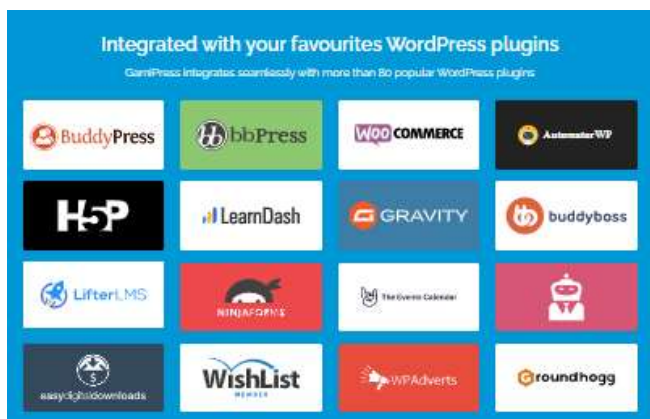 Integrated with your favourites WordPress plugins
GamiPress integrates seamlessly with more than 80 popular WordPress plugins
BuddyPress
bbPress
WOO COMMERCE
AutomatorWP
H5P
LearnDash
GRAVITY
buddyboss
LifterLMS
NINJAFORMS
The Events Calendar
easydigitaldownloads
WishList
MEMBER
WPAdverts
Groundhogg